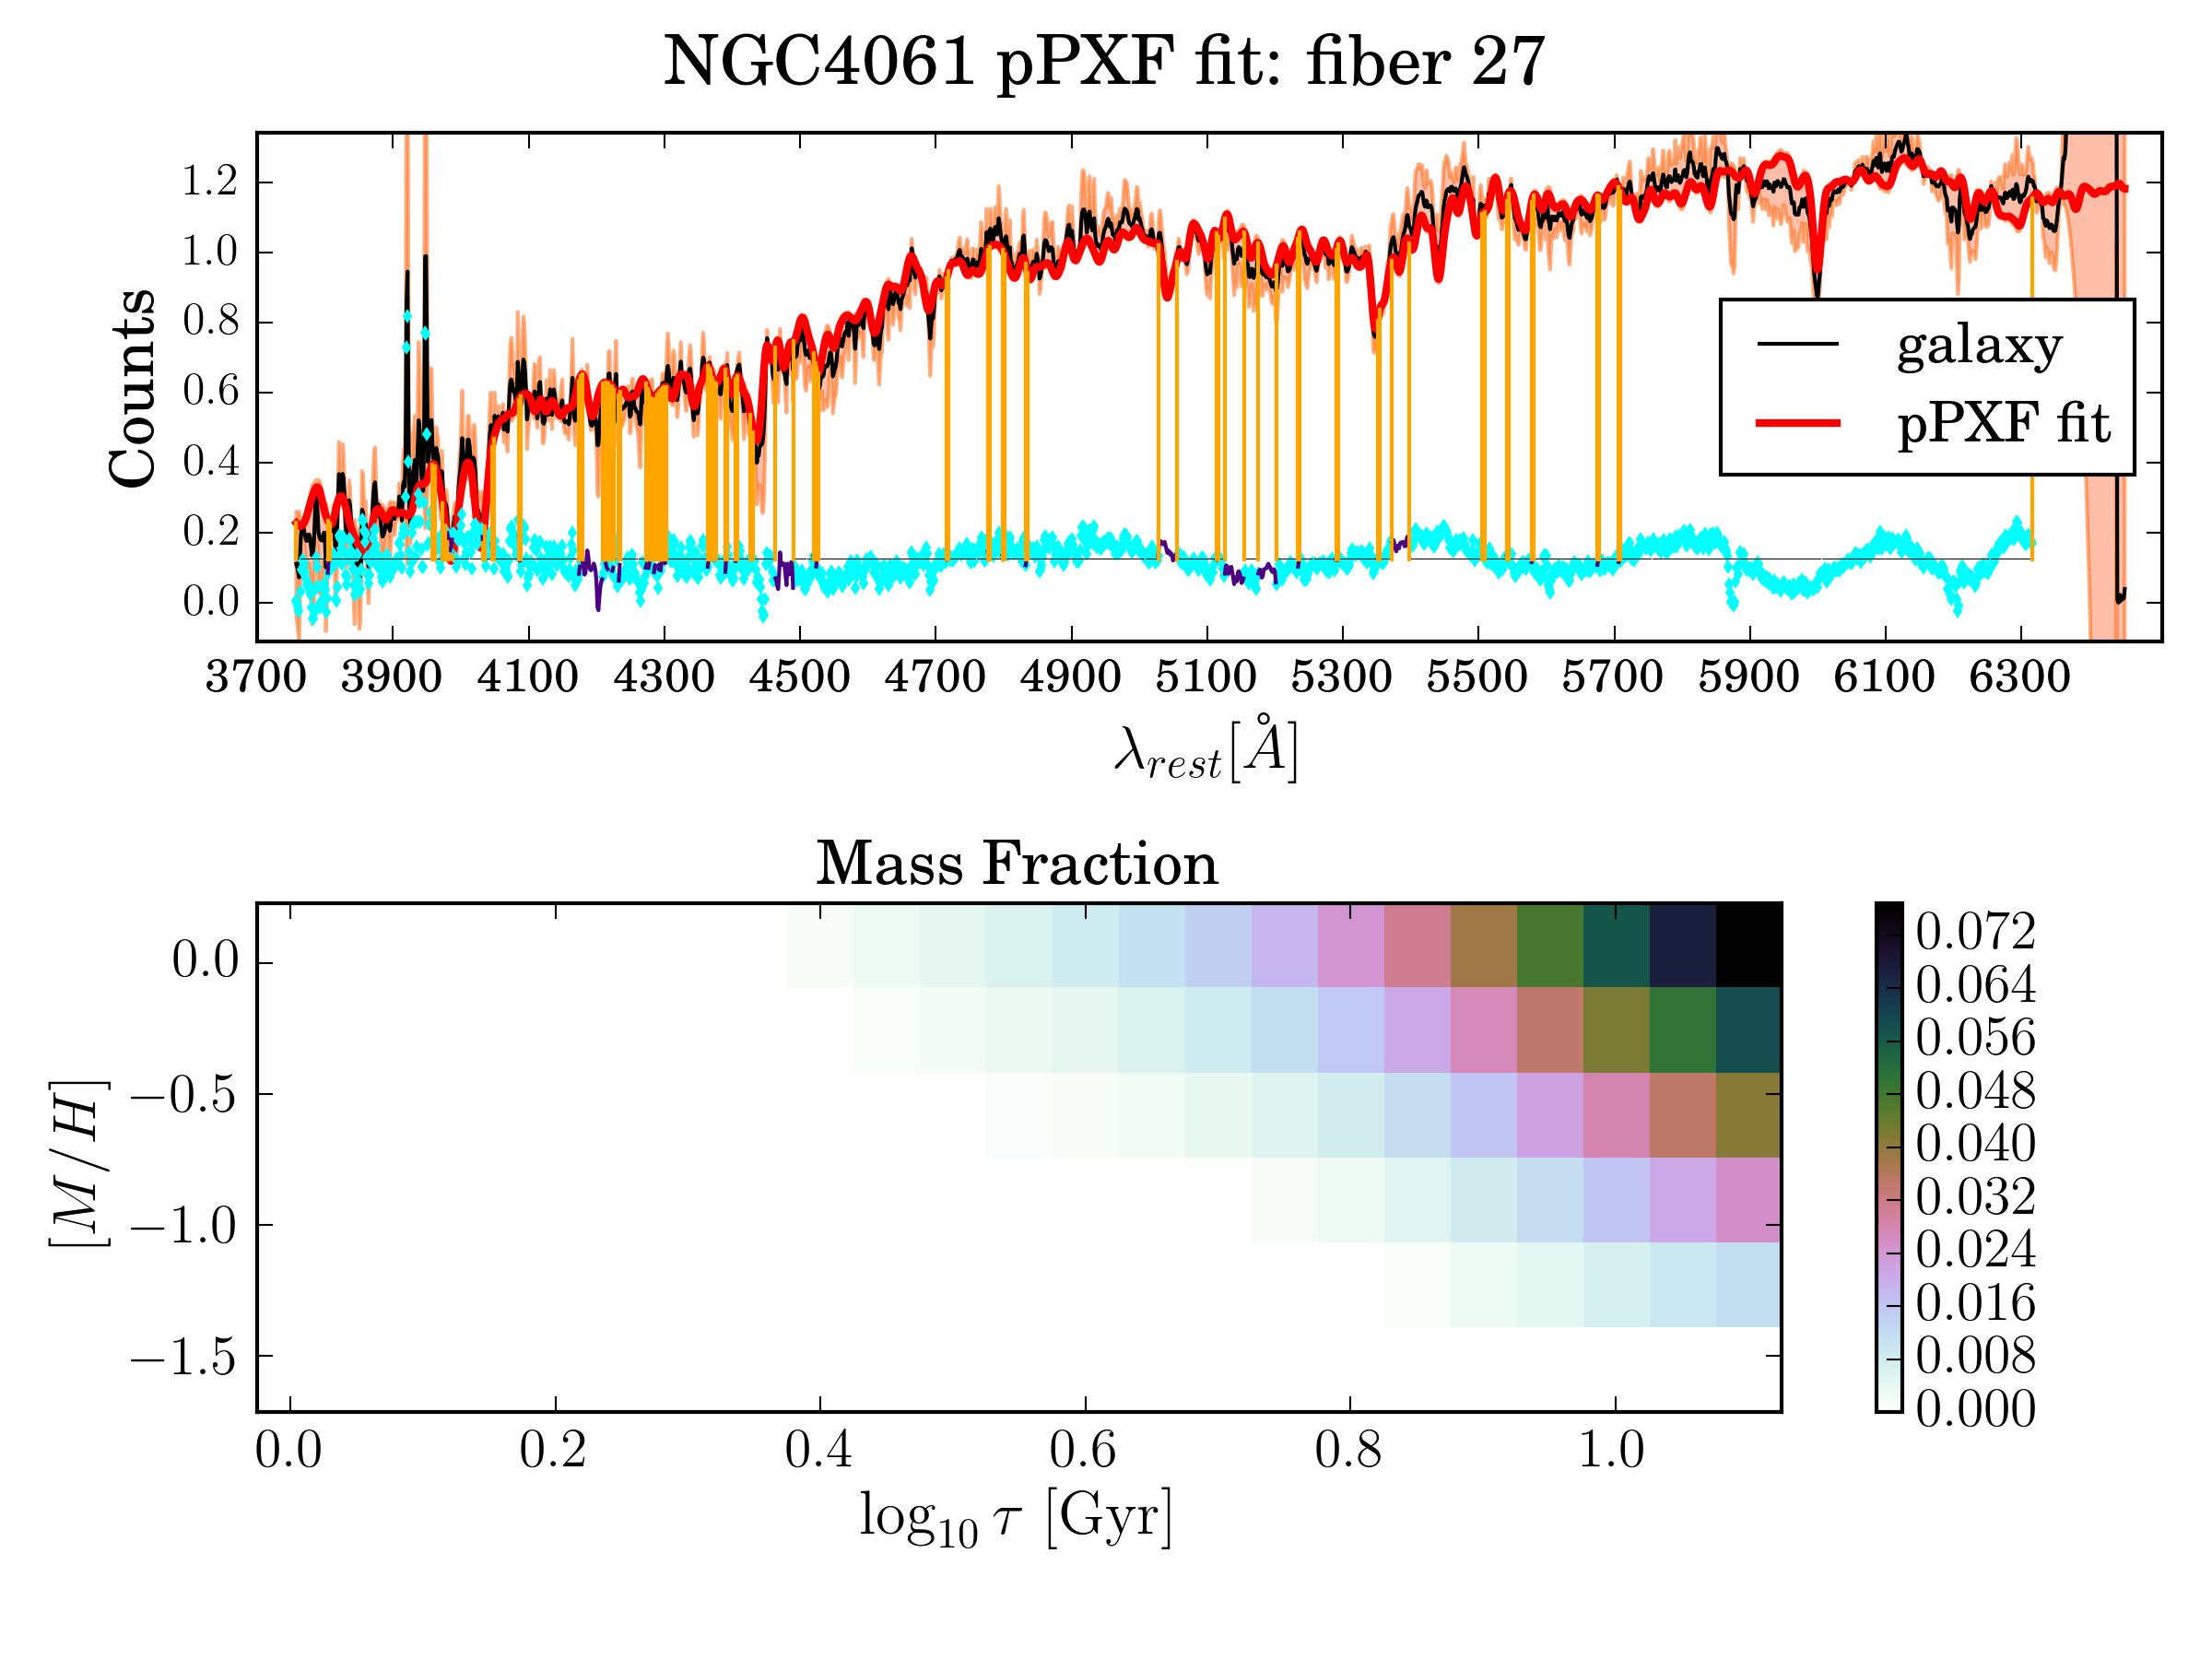 NGC4061 pPXF fit: fiber 27
Counts
1.2
1.0
0.8
0.6
0.4
0.2
0.0
galaxy
pPXF fit
3700 3900 4100 4300 4500 4700 4900 5100 5300 5500 5700 5900 6100 6300
λrest[Å]
Mass Fraction
[M/H]
0.0
−0.5
−1.0
−1.5
0.0 0.2 0.4 0.6 0.8 1.0
log10 τ [Gyr]
0.072
0.064
0.056
0.048
0.040
0.032
0.024
0.016
0.008
0.000